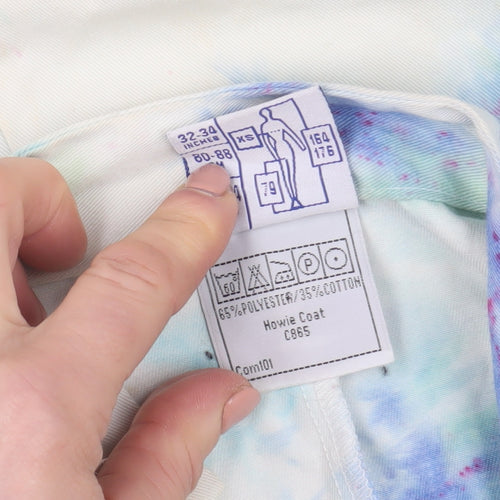 32-34
INCHES
80-88
XS
79
164
176
60
P
65%POLYESTER/35%COTTON
Howie Coat
C865
Com101